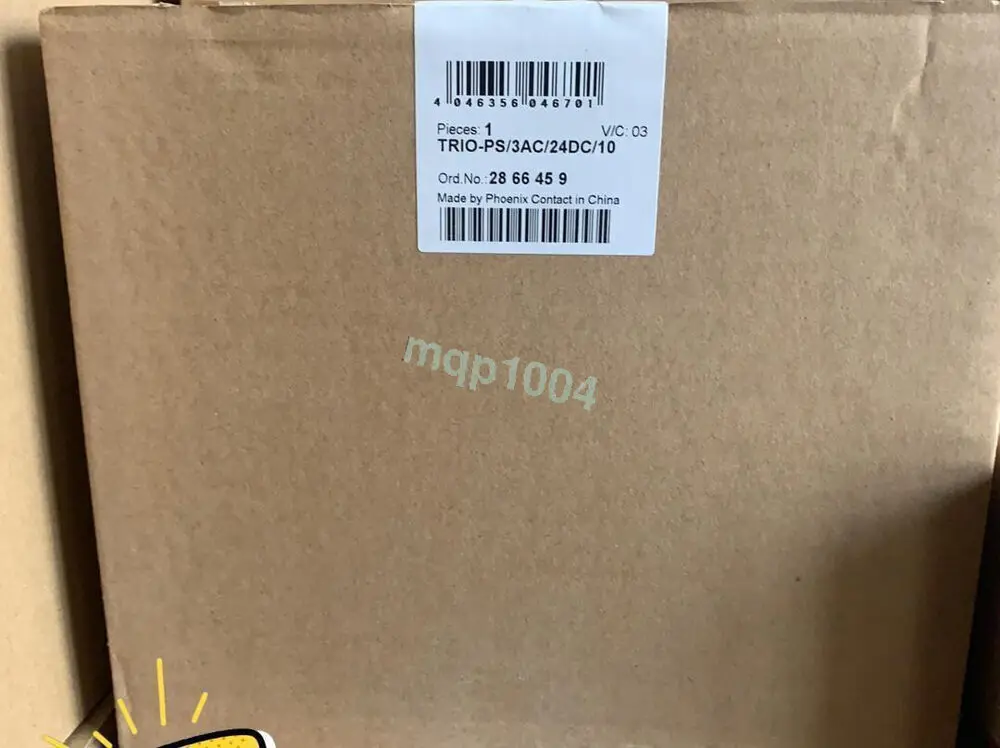 4 046356 046701
Pieces: 1 V/C: 03
TRIO-PS/3AC/24DC/10
Ord.No.: 28 66 45 9
Made by Phoenix Contact in China
mqp1004